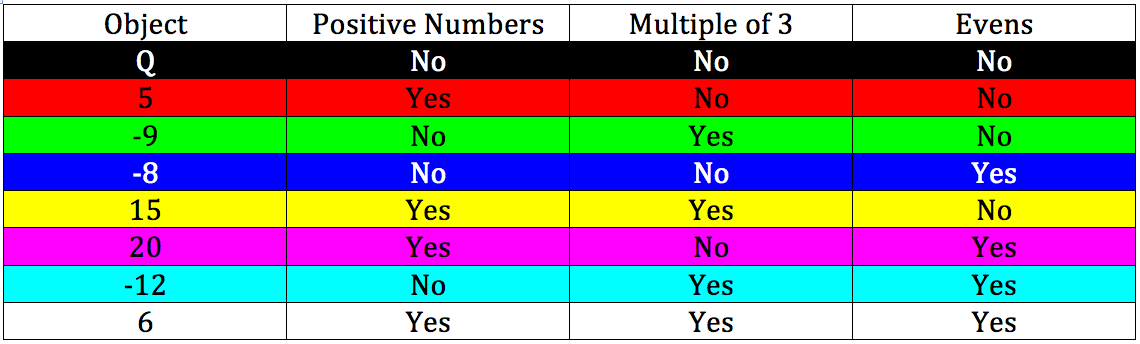 Object Positive Numbers Multiple of 3 Evens
Q No No No
5 Yes No No
-9 No Yes No
-8 No No Yes
15 Yes Yes No
20 Yes No Yes
-12 No Yes Yes
6 Yes Yes Yes